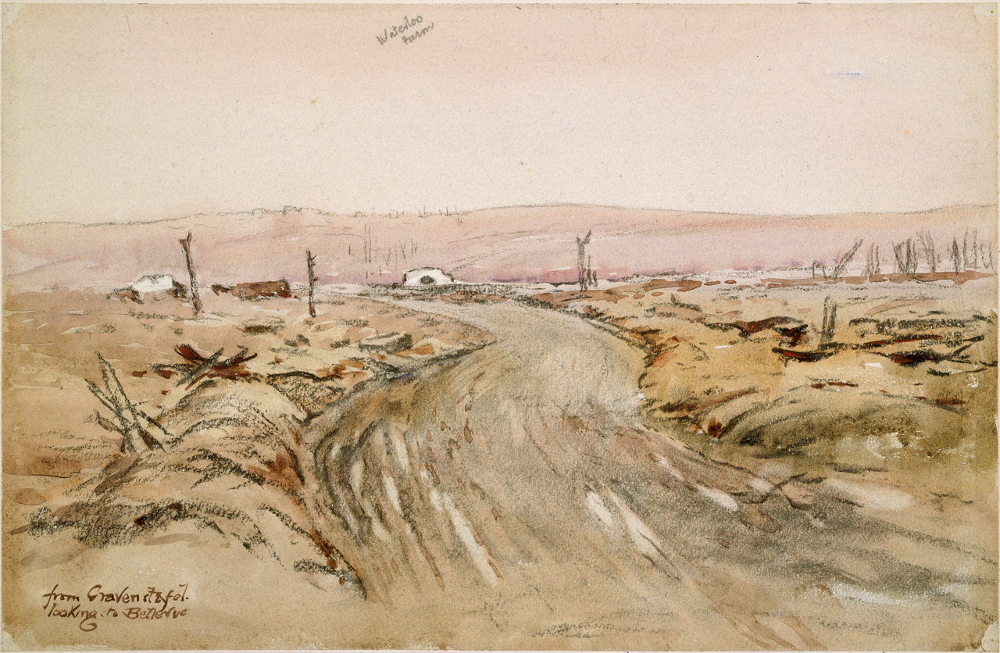 Waterloo
Farm
from Gravenstafel.
looking. to Bellevue